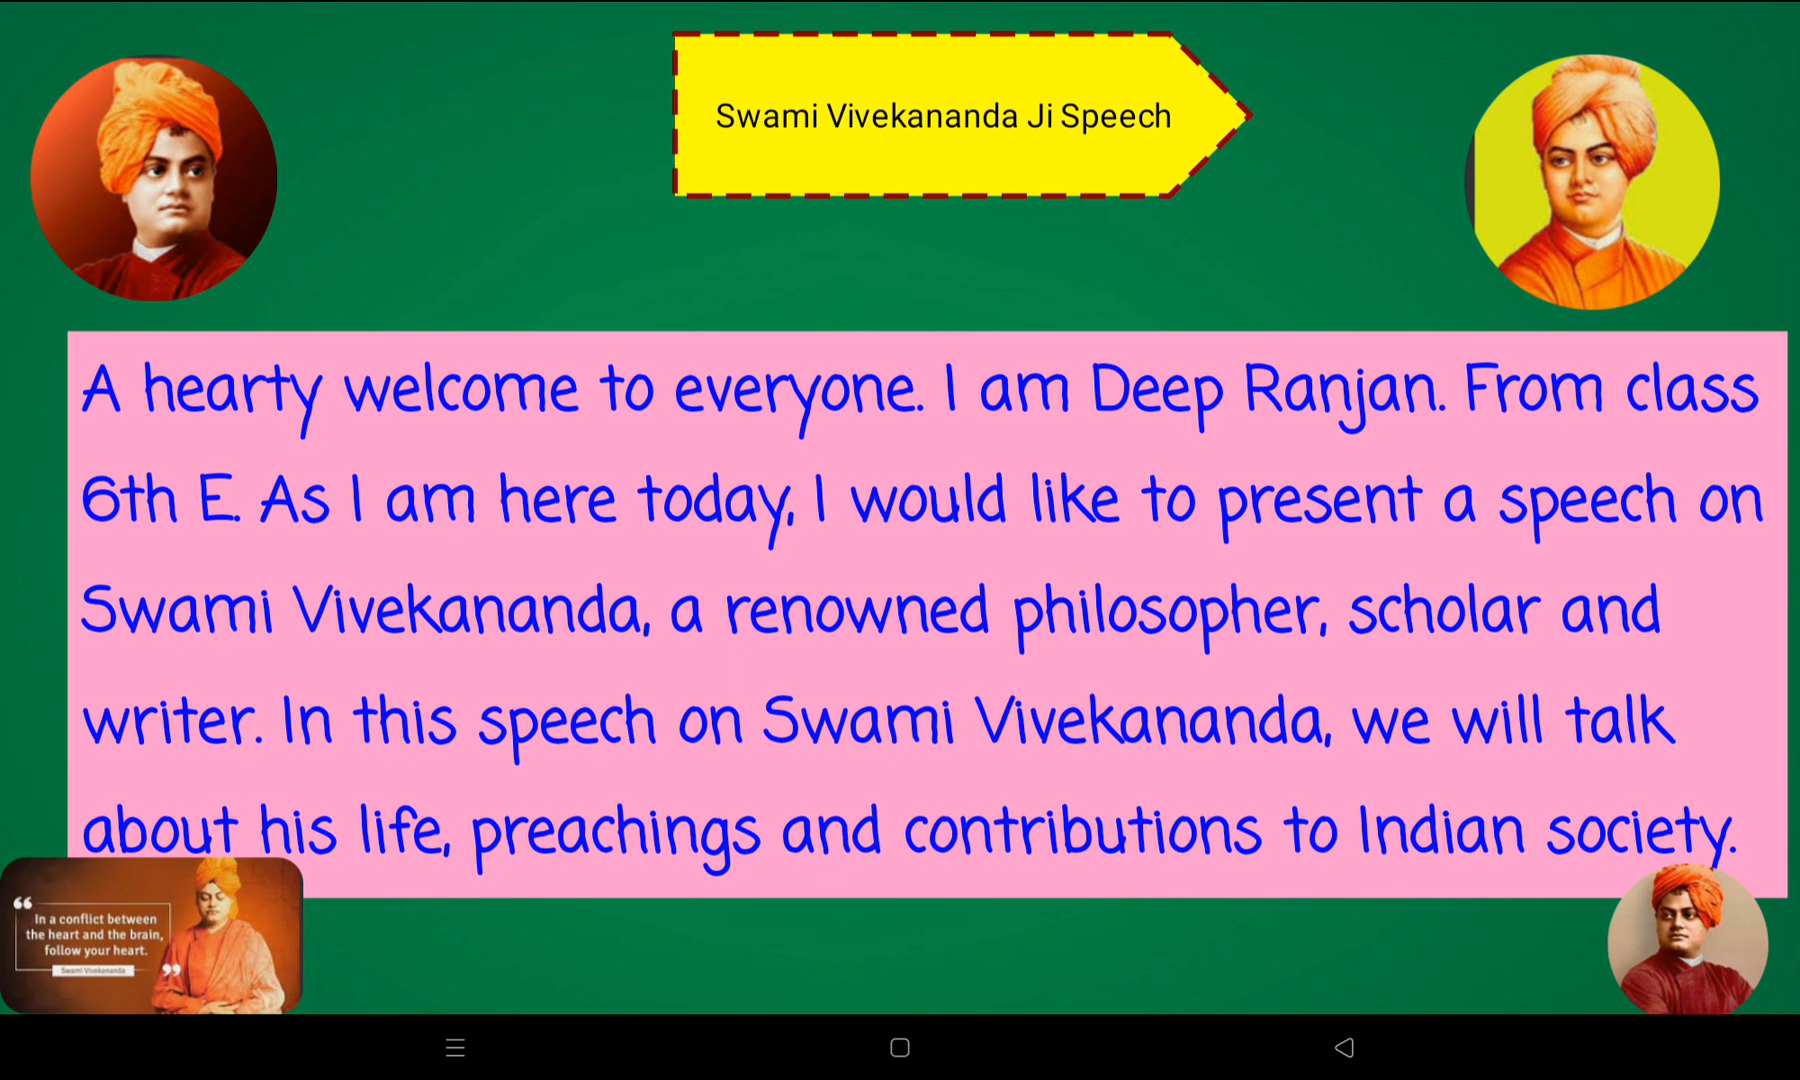 Swami Vivekananda Ji Speech
A hearty welcome to everyone. I am Deep Ranjan. From class
6th E. As I am here today, I would like to present a speech on
Swami Vivekananda, a renowned philosopher, scholar and
writer. In this speech on Swami Vivekananda, we will talk
about his life, preachings and contributions to Indian society.
“In a conflict between
the heart and the brain,
follow your heart.
Swami Vivekananda ”